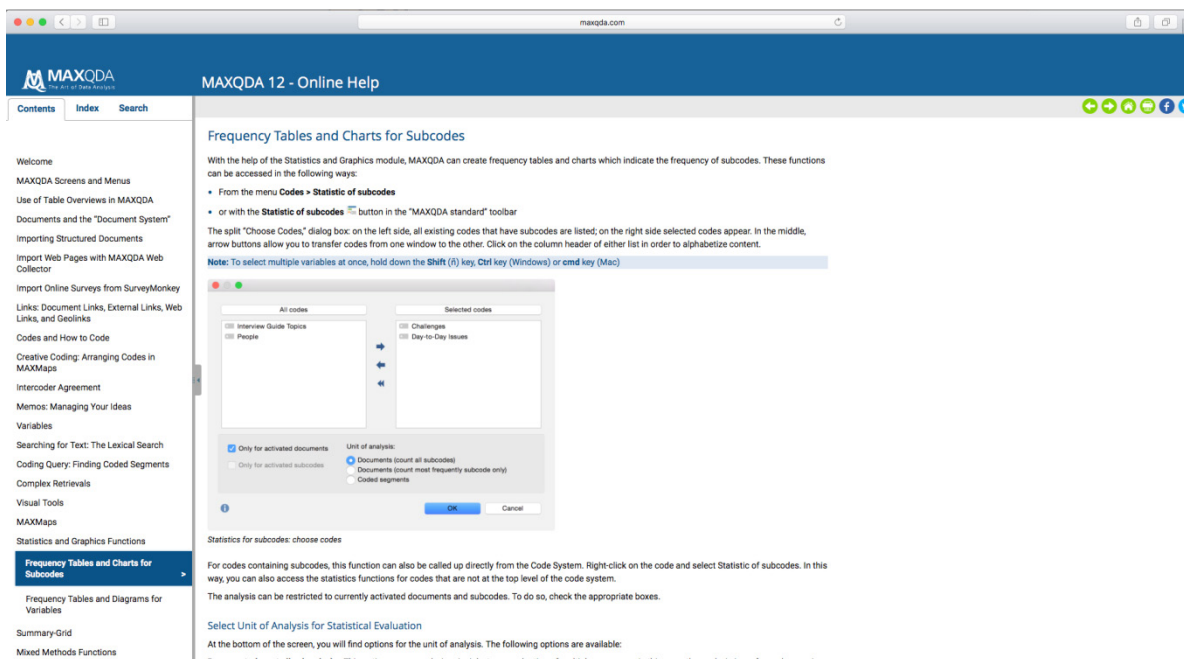 maxqda.com
MAXQDA
The Art of Data Analysis
MAXQDA 12 - Online Help
Contents Index Search
Welcome
MAXQDA Screens and Menus
Use of Table Overviews in MAXQDA
Documents and the "Document System"
Importing Structured Documents
Import Web Pages with MAXQDA Web
Collector
Import Online Surveys from SurveyMonkey
Links: Document Links, External Links, Web
Links, and Geolinks
Codes and How to Code
Creative Coding: Arranging Codes in
MAXMaps
Intercoder Agreement
Memos: Managing Your Ideas
Variables
Searching for Text: The Lexical Search
Coding Query: Finding Coded Segments
Complex Retrievals
Visual Tools
MAXMaps
Statistics and Graphics Functions
Frequency Tables and Charts for
Subcodes >
Frequency Tables and Diagrams for
Variables
Summary-Grid
Mixed Methods Functions
Frequency Tables and Charts for Subcodes
With the help of the Statistics and Graphics module, MAXQDA can create frequency tables and charts which indicate the frequency of subcodes. These functions
can be accessed in the following ways:
• From the menu Codes > Statistic of subcodes
• or with the Statistic of subcodes button in the "MAXQDA standard" toolbar
The split "Choose Codes," dialog box: on the left side, all existing codes that have subcodes are listed; on the right side selected codes appear. In the middle,
arrow buttons allow you to transfer codes from one window to the other. Click on the column header of either list in order to alphabetize content.
Note: To select multiple variables at once, hold down the Shift (ñ) key, Ctrl key (Windows) or cmd key (Mac)
All codes
Interview Guide Topics
People
Selected codes
Challenges
Day-to-Day Issues
Only for activated documents
Only for activated subcodes
Unit of analysis:
Documents (count all subcodes)
Documents (count most frequently subcode only)
Coded segments
OK Cancel
Statistics for subcodes: choose codes
For codes containing subcodes, this function can also be called up directly from the Code System. Right-click on the code and select Statistic of subcodes. In this
way, you can also access the statistics functions for codes that are not at the top level of the code system.
The analysis can be restricted to currently activated documents and subcodes. To do so, check the appropriate boxes.
Select Unit of Analysis for Statistical Evaluation
At the bottom of the screen, you will find options for the unit of analysis. The following options are available: